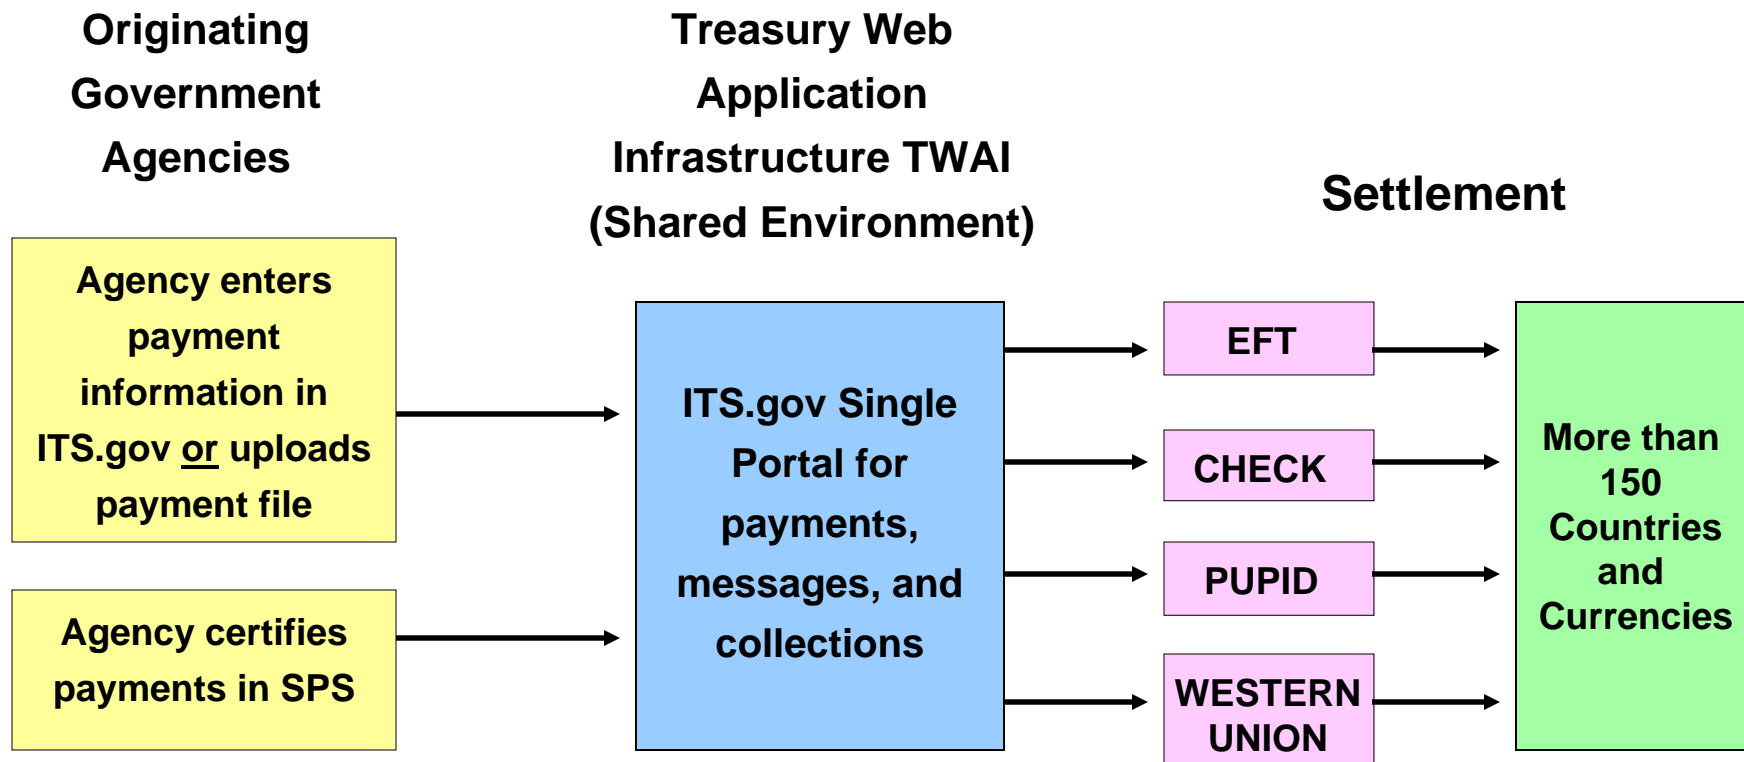 Originating
Government
Agencies
Treasury Web
Application
Infrastructure TWAI
(Shared Environment)
Settlement
Agency enters
payment
information in
ITS.gov or uploads
payment file
Agency certifies
payments in SPS
ITS.gov Single
Portal for
payments,
messages, and
collections
EFT
CHECK
PUPID
WESTERN
UNION
More than
150
Countries
and
Currencies